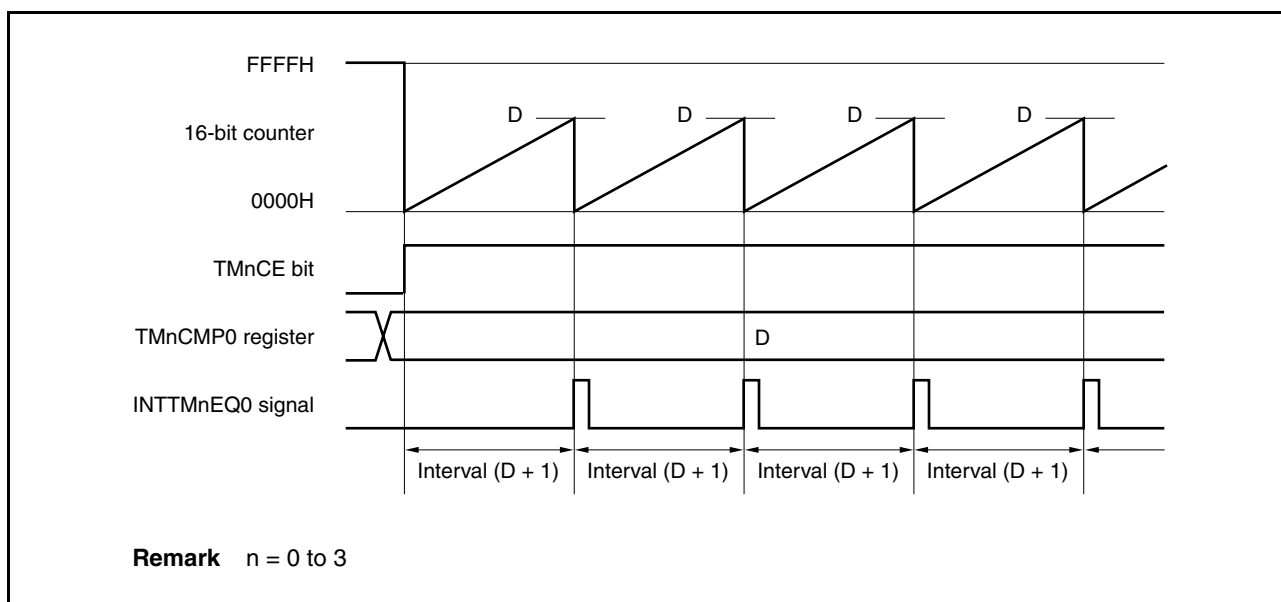 FFFFH
D D D D
16-bit counter
0000H
TMnCE bit
TMnCMP0 register
D
INTTMnEQ0 signal
Interval (D + 1) Interval (D + 1) Interval (D + 1) Interval (D + 1)
Remark n = 0 to 3